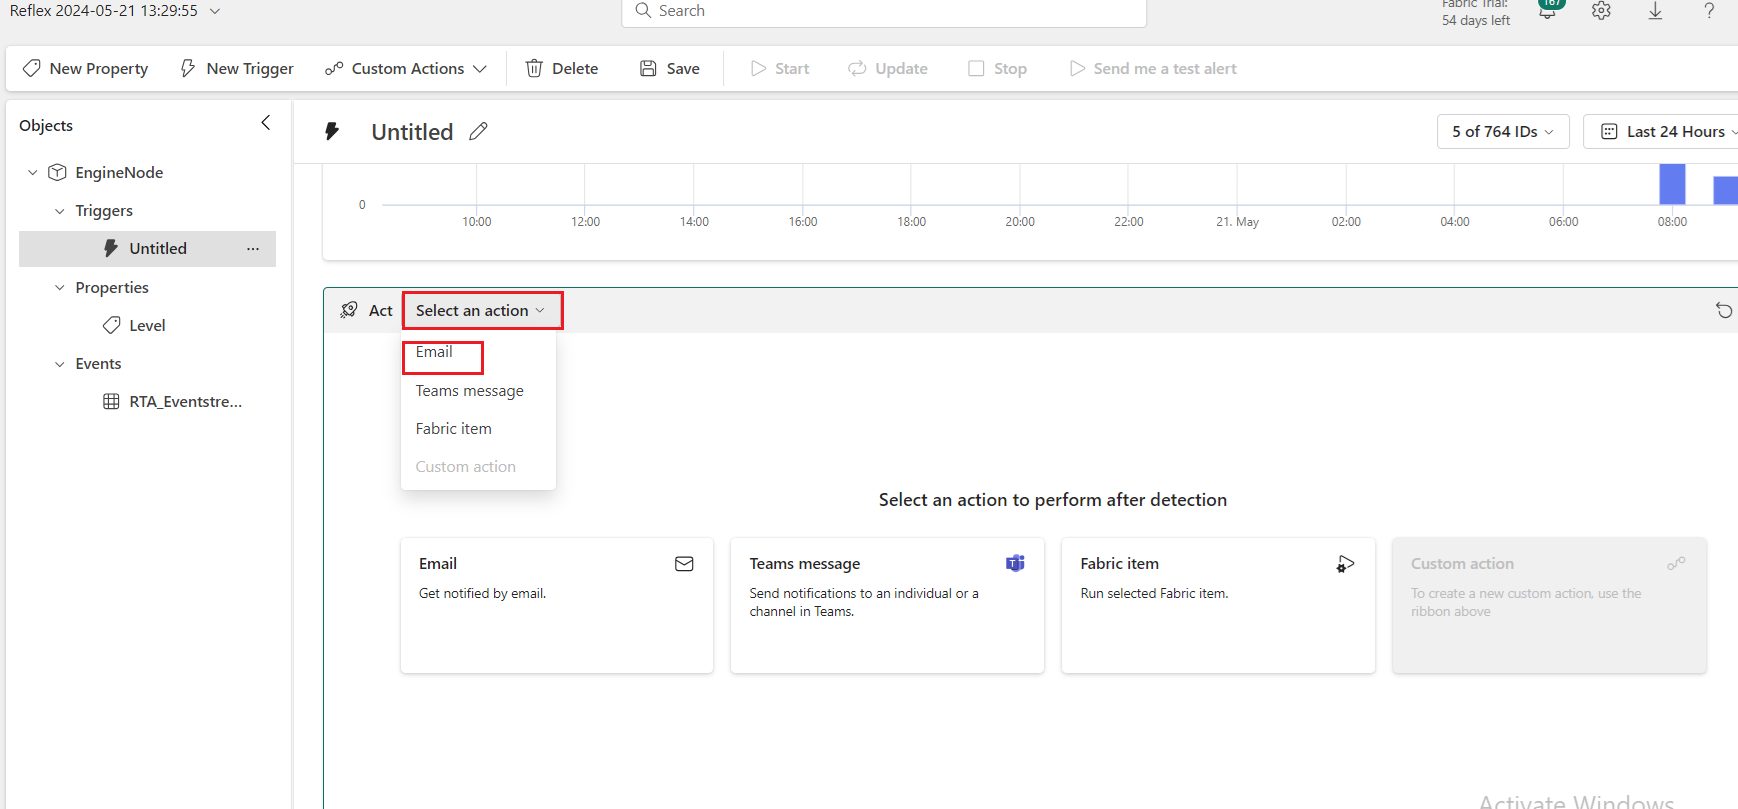 Reflex 2024-05-21 13:29:55
Search
Fabric Trial:
54 days left
167
?
New Property
New Trigger
Custom Actions
Delete
Save
Start
Update
Stop
Send me a test alert
Objects
EngineNode
Triggers
Untitled
...
Properties
Level
Events
RTA_Eventstre...
Untitled
5 of 764 IDs
Last 24 Hours
0
10:00
12:00
14:00
16:00
18:00
20:00
22:00
21. May
02:00
04:00
06:00
08:00
Act
Select an action
Email
Teams message
Fabric item
Custom action
Select an action to perform after detection
Email
Get notified by email.
Teams message
Send notifications to an individual or a
channel in Teams.
Fabric item
Run selected Fabric item.
Custom action
To create a new custom action, use the
ribbon above
Activate Windows